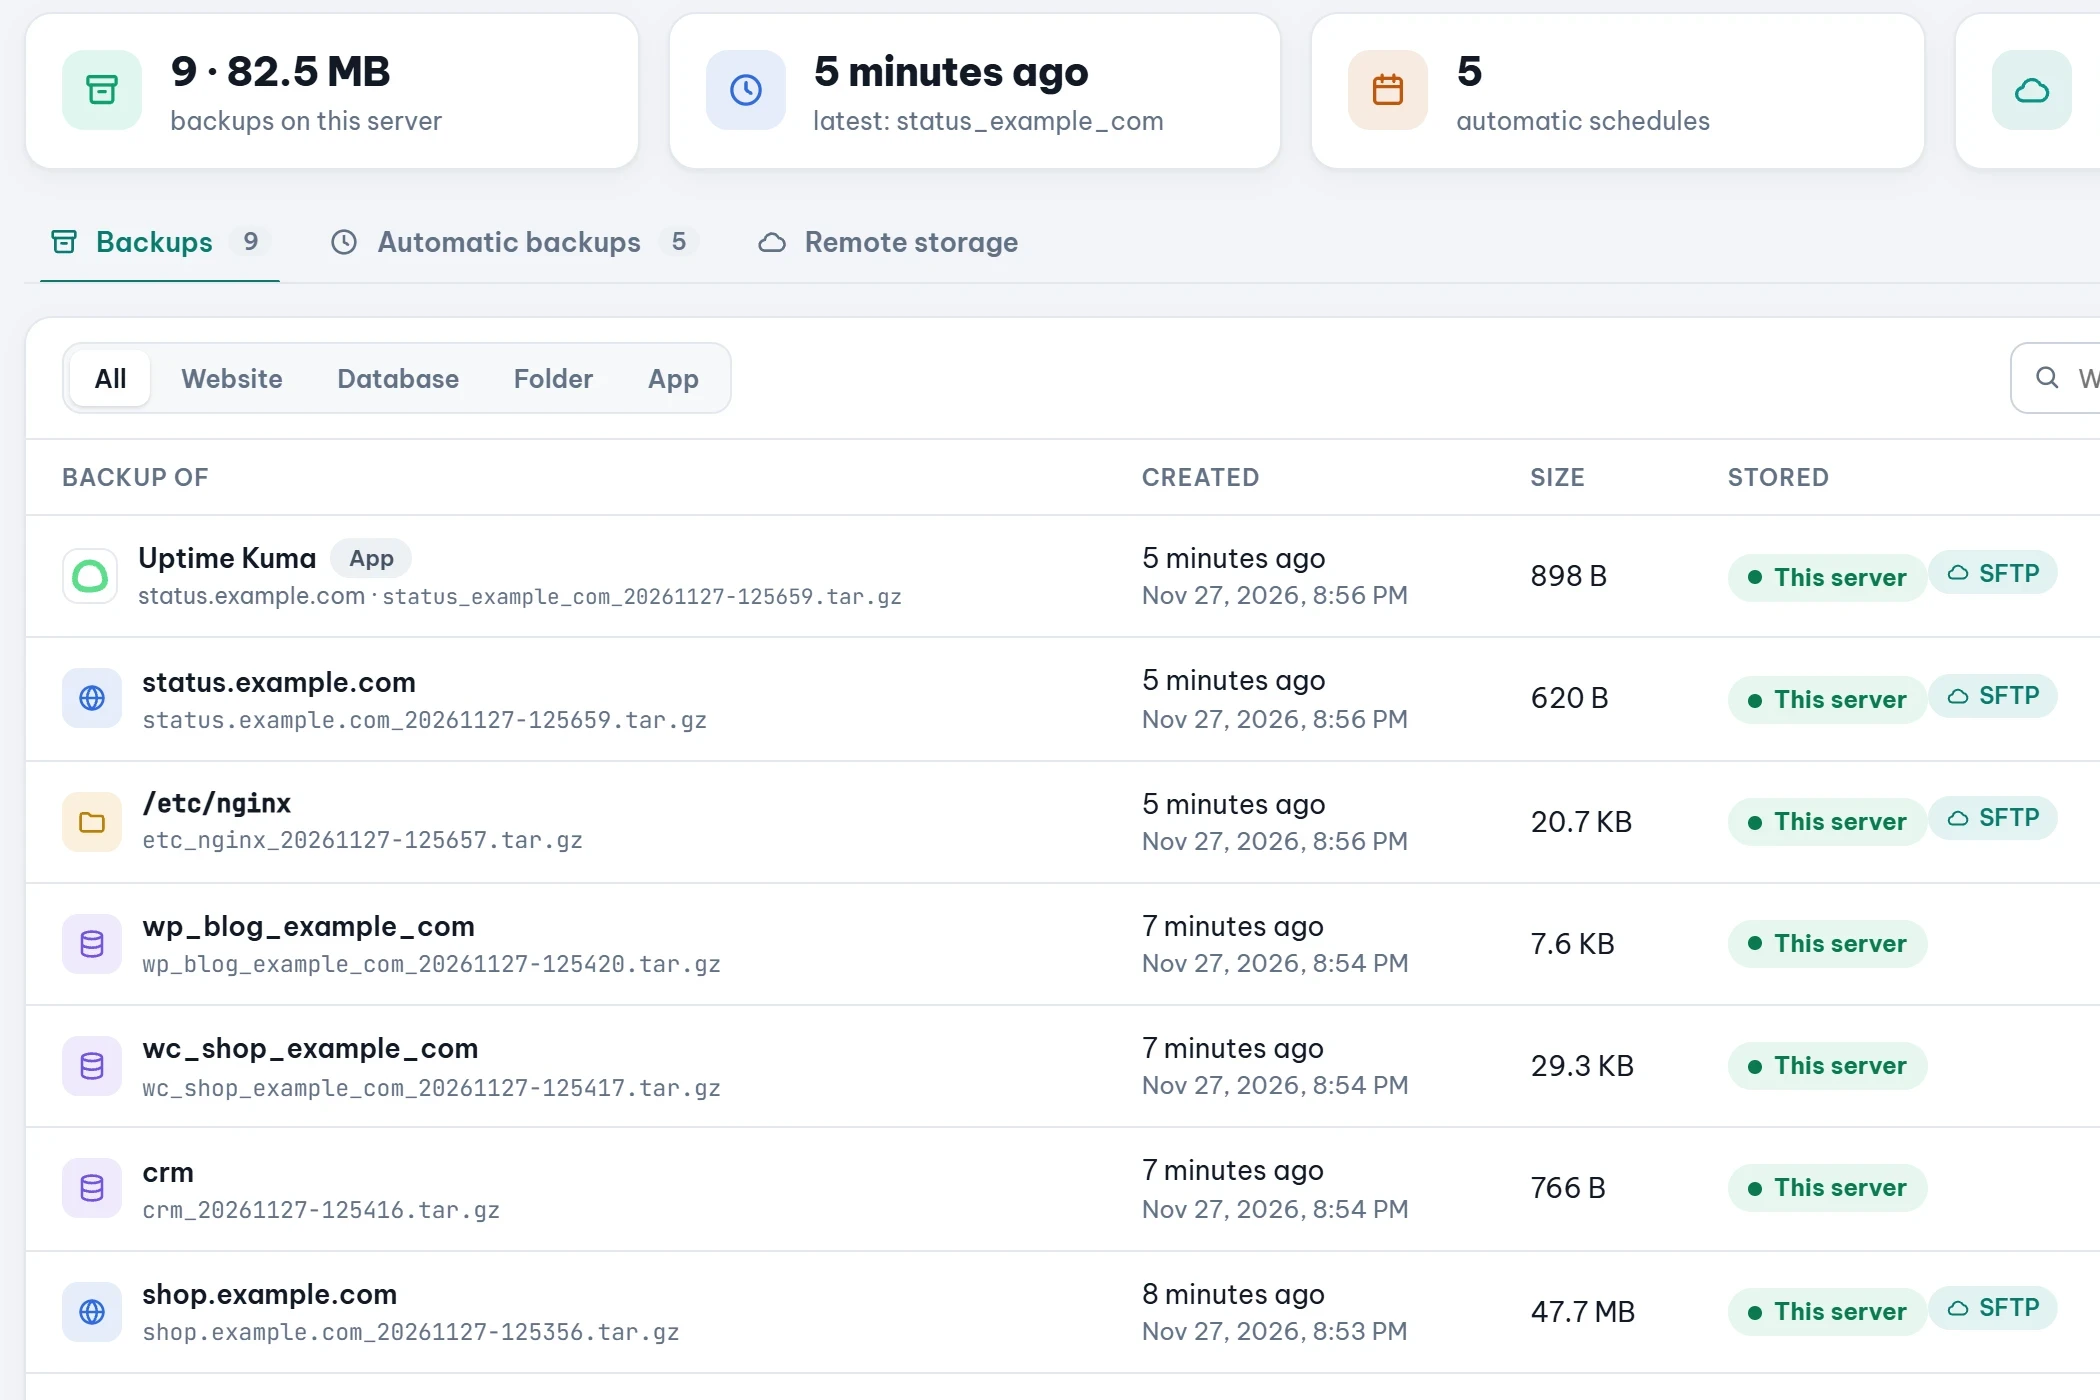 9 · 82.5 MB
backups on this server
5 minutes ago
latest: status_example_com
5
automatic schedules
Backups 9
Automatic backups 5
Remote storage
All Website Database Folder App
BACKUP OF CREATED SIZE STORED
Uptime Kuma App
status.example.com · status_example_com_20261127-125659.tar.gz
5 minutes ago
Nov 27, 2026, 8:56 PM
898 B
This server SFTP
status.example.com
status.example.com_20261127-125659.tar.gz
5 minutes ago
Nov 27, 2026, 8:56 PM
620 B
This server SFTP
/etc/nginx
etc_nginx_20261127-125657.tar.gz
5 minutes ago
Nov 27, 2026, 8:56 PM
20.7 KB
This server SFTP
wp_blog_example_com
wp_blog_example_com_20261127-125420.tar.gz
7 minutes ago
Nov 27, 2026, 8:54 PM
7.6 KB
This server
wc_shop_example_com
wc_shop_example_com_20261127-125417.tar.gz
7 minutes ago
Nov 27, 2026, 8:54 PM
29.3 KB
This server
crm
crm_20261127-125416.tar.gz
7 minutes ago
Nov 27, 2026, 8:54 PM
766 B
This server
shop.example.com
shop.example.com_20261127-125356.tar.gz
8 minutes ago
Nov 27, 2026, 8:53 PM
47.7 MB
This server SFTP